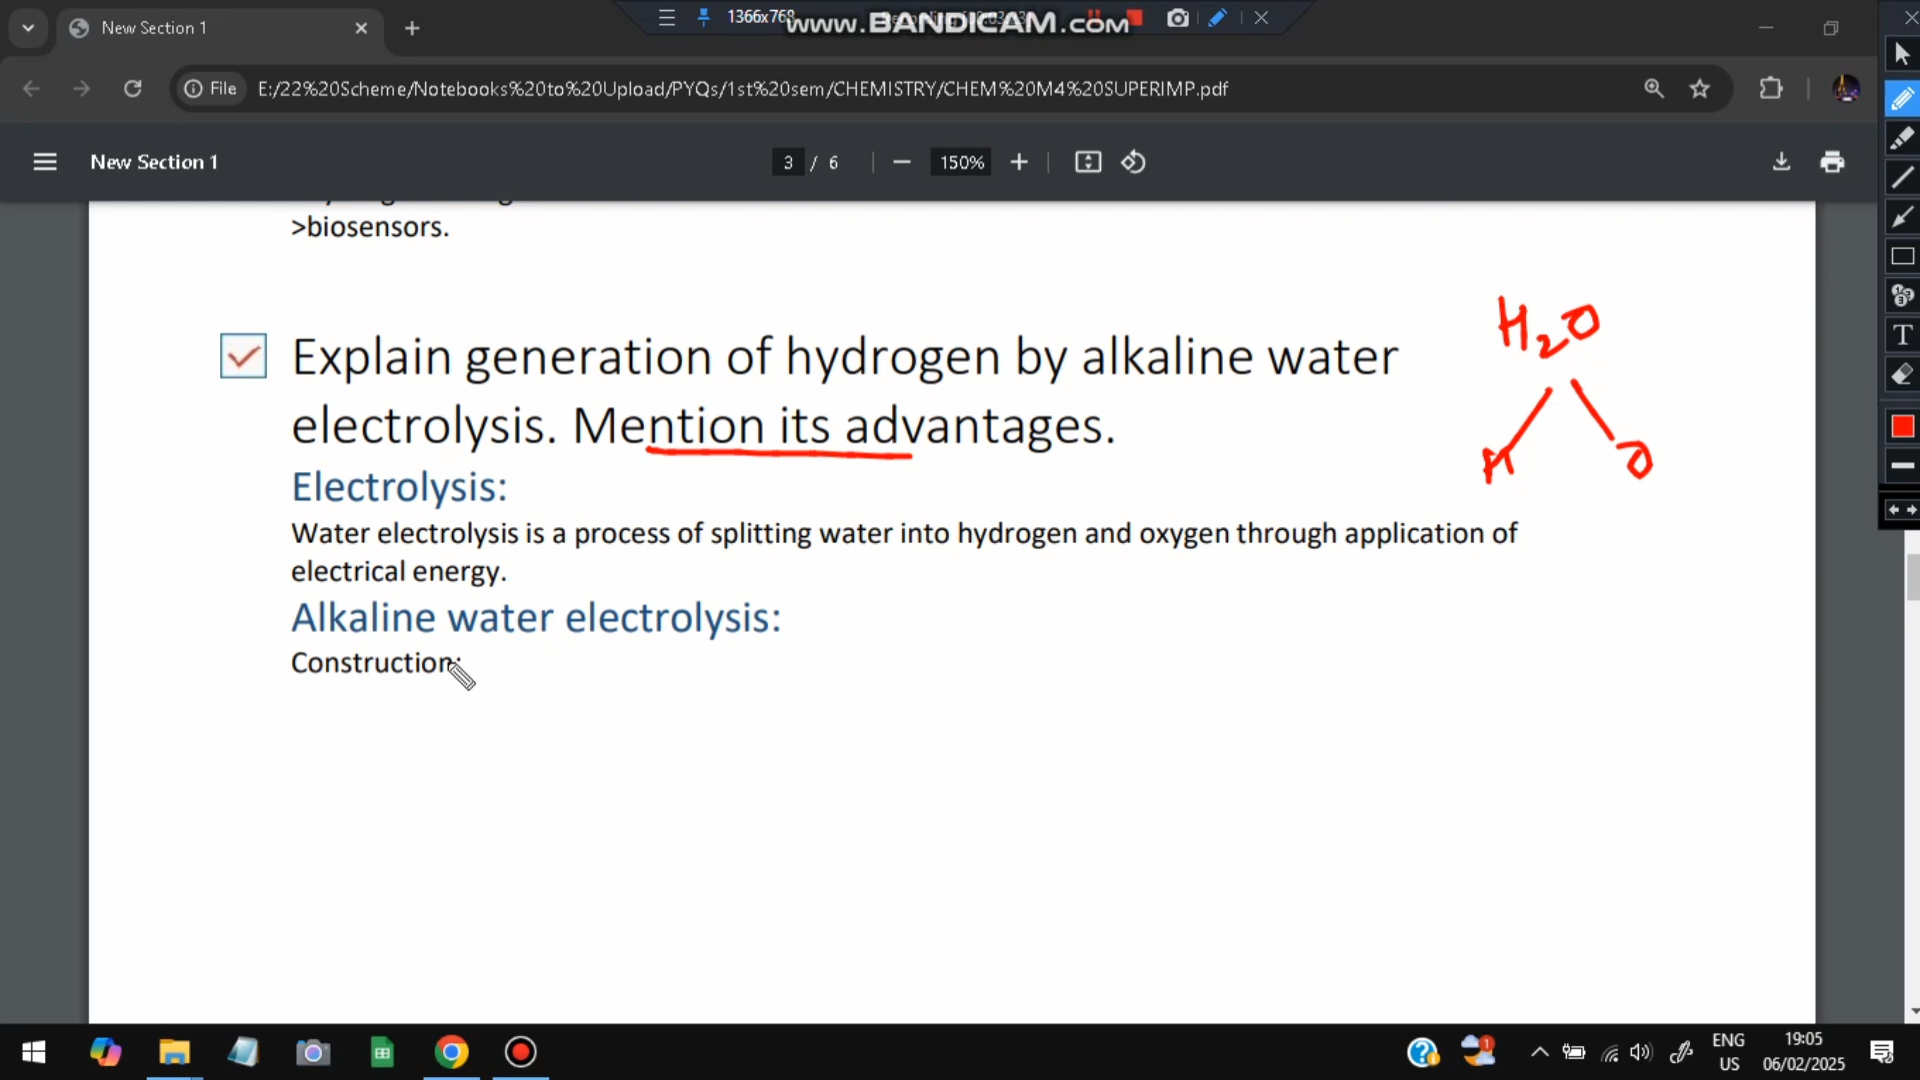 New Section 1
1366x768
www.BANDICAM.com
File
E:/22%20Scheme/Notebooks%20to%20Upload/PYQs/1st%20sem/CHEMISTRY/CHEM%20M4%20SUPERIMP.pdf
New Section 1
3 / 6
150%
>biosensors.
H2O
Explain generation of hydrogen by alkaline water
electrolysis. Mention its advantages.
H O
Electrolysis:
Water electrolysis is a process of splitting water into hydrogen and oxygen through application of
electrical energy.
Alkaline water electrolysis:
Construction:
ENG
US
19:05
06/02/2025